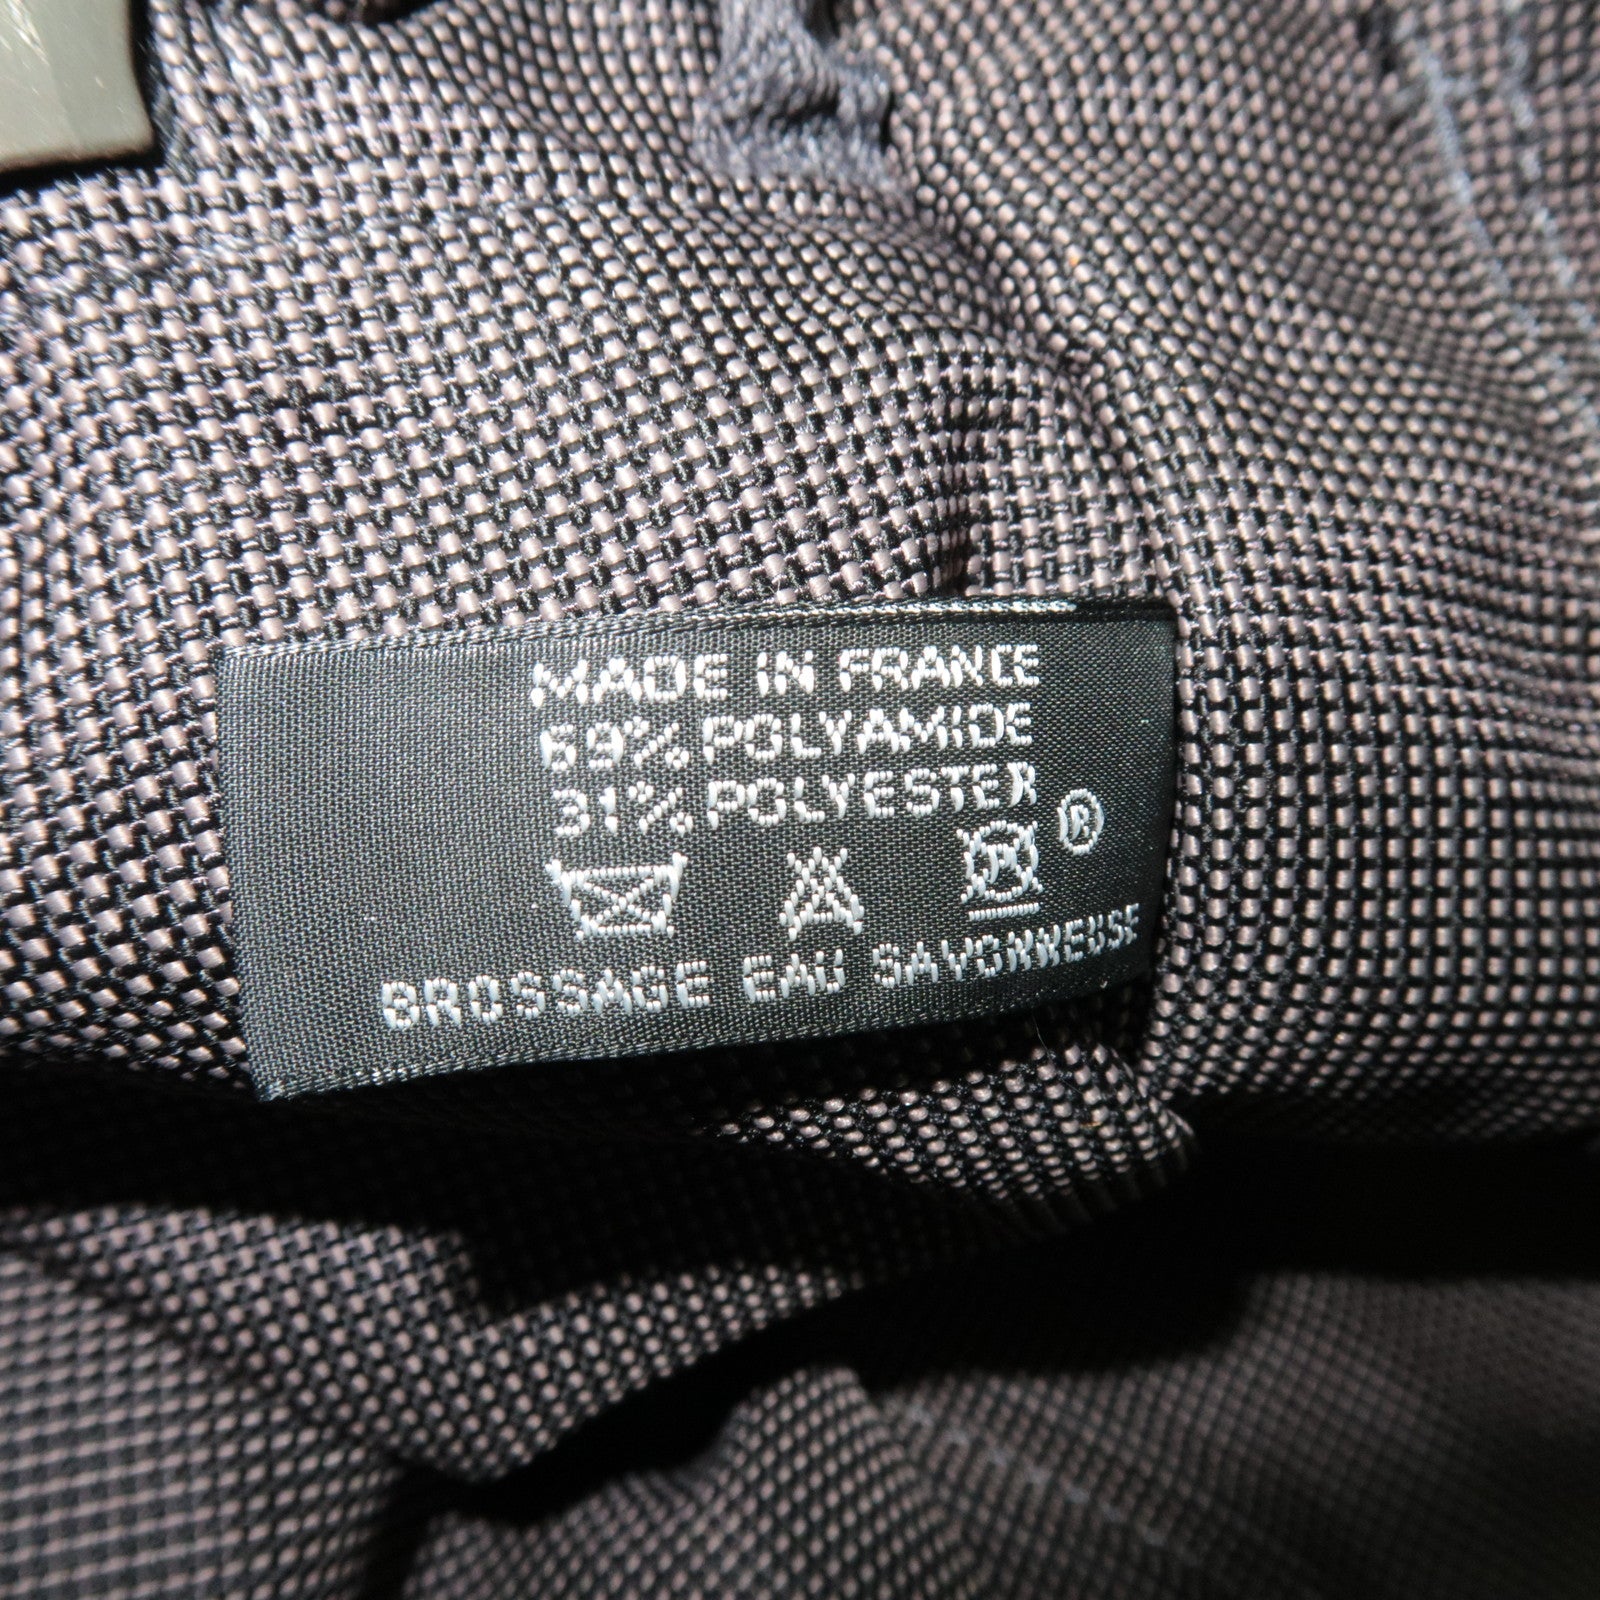 MADE IN FRANCE
69% POLYAMIDE
31% POLYESTER
P ®
BROSSAGE EAU SAVONNEUSE